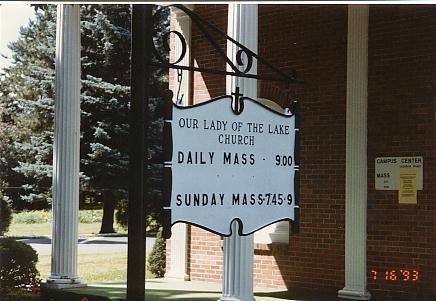 OUR LADY OF THE LAKE
CHURCH
DAILY MASS - 9:00
SUNDAY MASS-7:45-9
CAMPUS CENTER
MASS
7 16 '93